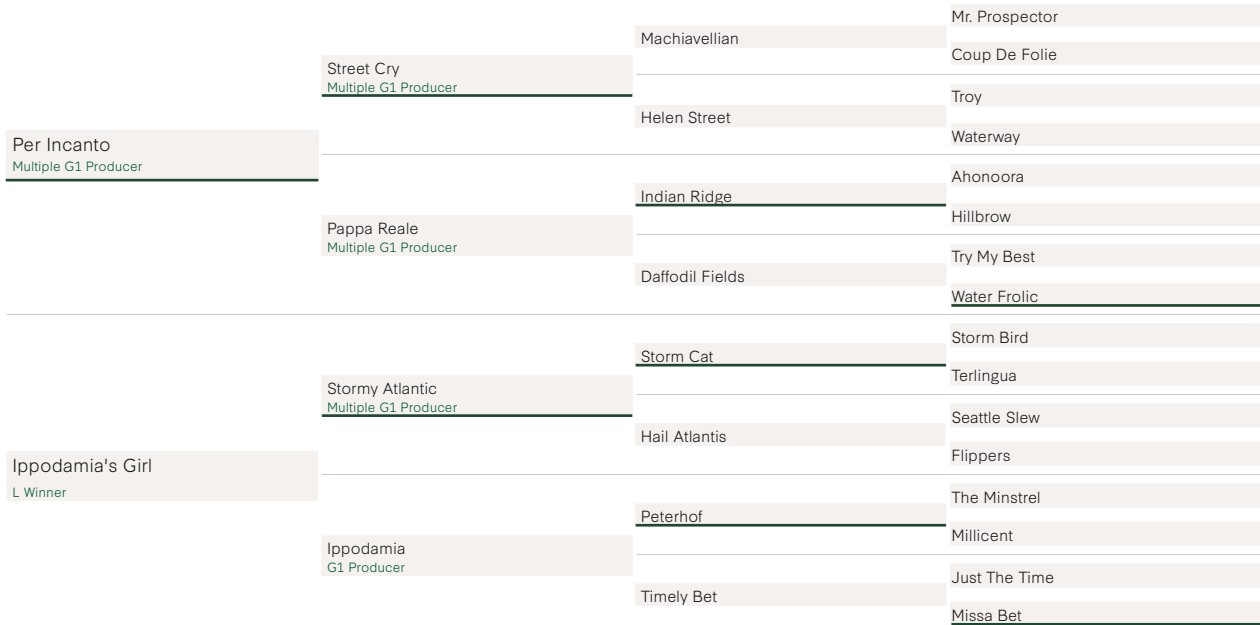 Per Incanto
Multiple G1 Producer
Ippodamia's Girl
L Winner
Street Cry
Multiple G1 Producer
Pappa Reale
Multiple G1 Producer
Stormy Atlantic
Multiple G1 Producer
Ippodamia
G1 Producer
Machiavellian
Helen Street
Indian Ridge
Daffodil Fields
Storm Cat
Hail Atlantis
Peterhof
Timely Bet
Mr. Prospector
Coup De Folie
Troy
Waterway
Ahonoora
Hillbrow
Try My Best
Water Frolic
Storm Bird
Terlingua
Seattle Slew
Flippers
The Minstrel
Millicent
Just The Time
Missa Bet